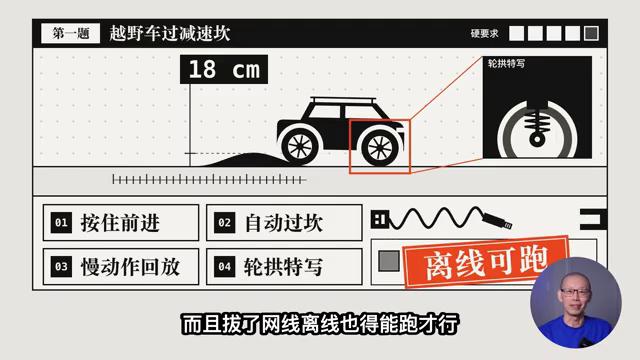 第一题 越野车过减速坎 硬要求
18 cm
轮拱特写
01 按住前进
02 自动过坎
03 慢动作回放
04 轮拱特写
离线可跑
而且拔了网线离线也得能跑才行